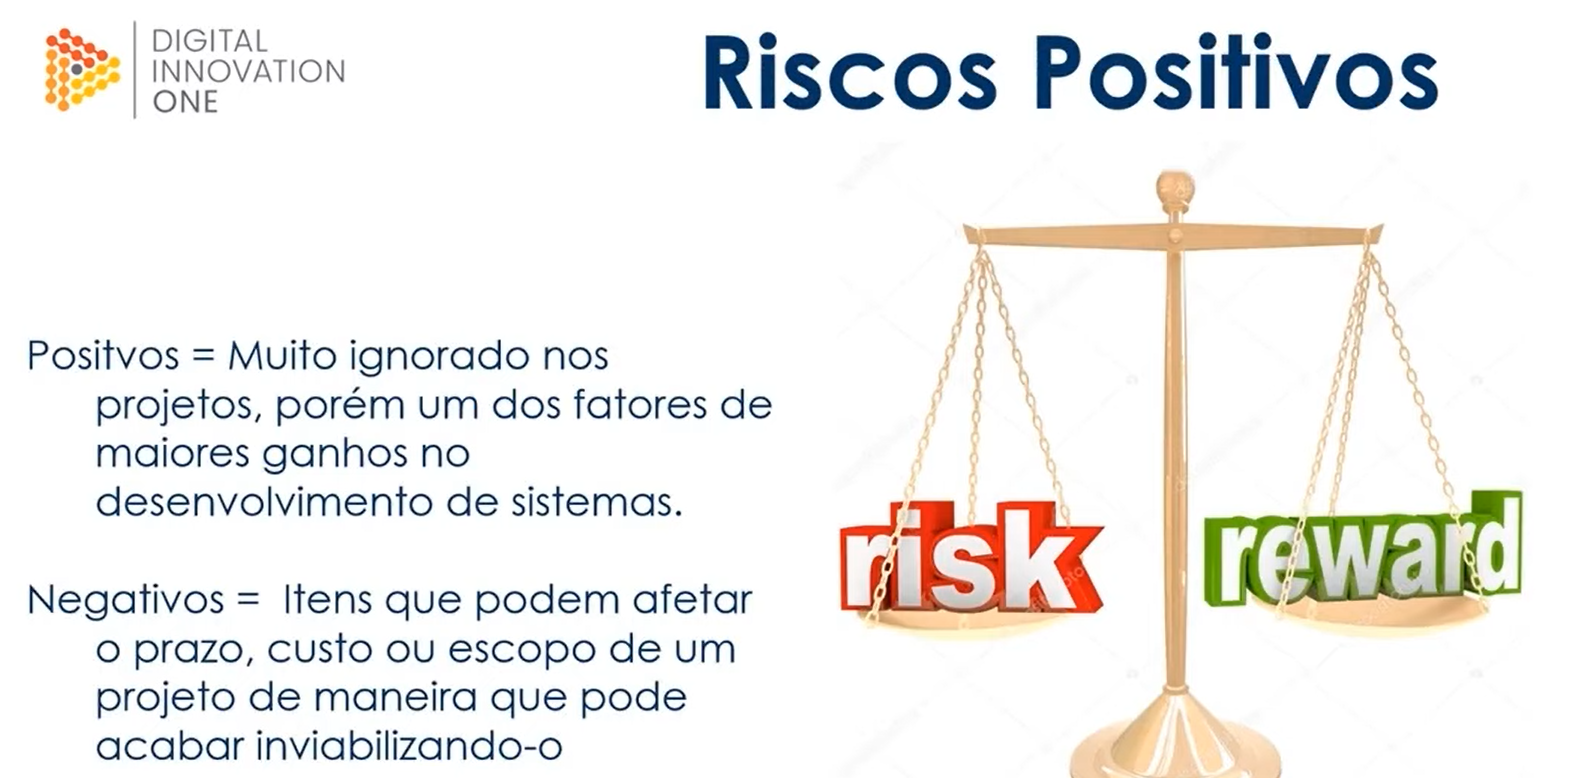 DIGITAL
INNOVATION
ONE
Riscos Positivos
Positvos = Muito ignorado nos
projetos, porém um dos fatores de
maiores ganhos no
desenvolvimento de sistemas.
Negativos = Itens que podem afetar
o prazo, custo ou escopo de um
projeto de maneira que pode
acabar inviabilizando-o
risk
reward